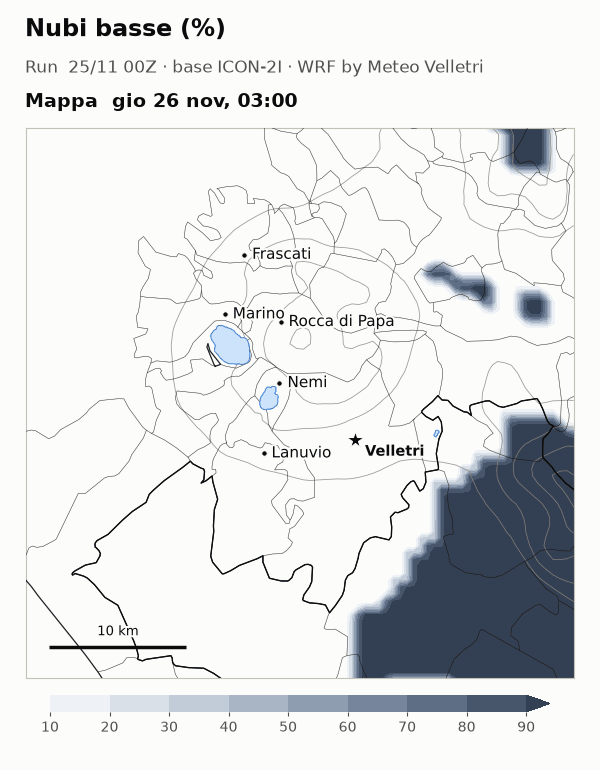 Nubi basse (%)
Run  25/11 00Z · base ICON-2I · WRF by Meteo Velletri
Mappa  gio 26 nov, 03:00
Frascati
Marino
Rocca di Papa
Nemi
Velletri
Lanuvio
10 km
10 20 30 40 50 60 70 80 90